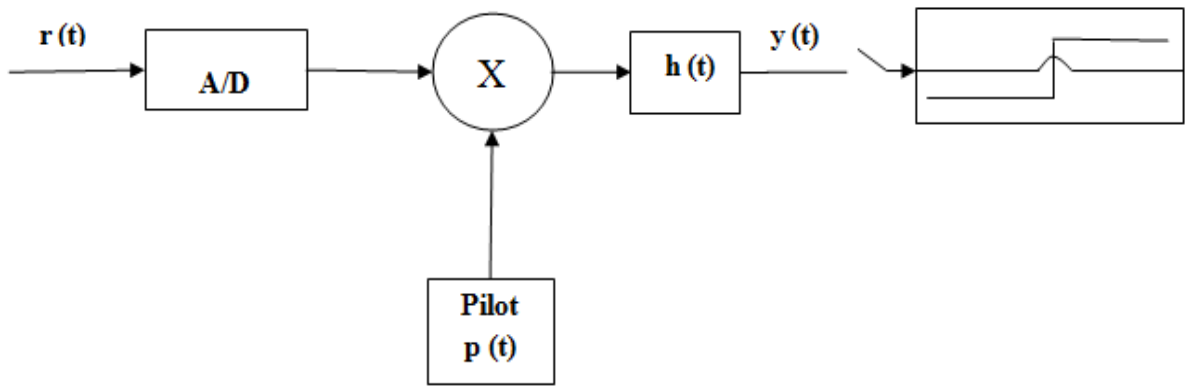 r (t)
A/D
X
h (t)
y (t)
Pilot
p (t)